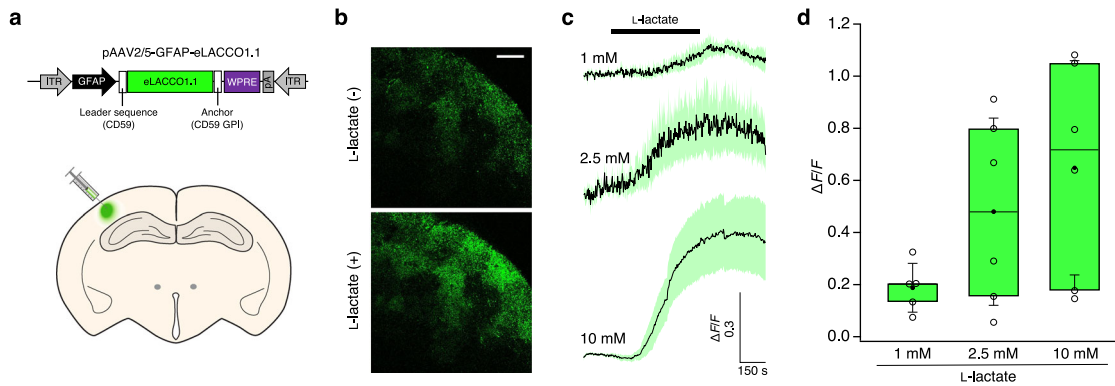 a
pAAV2/5-GFAP-eLACCO1.1
ITR
GFAP
eLACCO1.1
WPRE
pA
ITR
Leader sequence
(CD59)
Anchor
(CD59 GPI)
b
L-lactate (-)
L-lactate (+)
c
L-lactate
1 mM
2.5 mM
10 mM
ΔF/F
0.3
150 s
d
ΔF/F
1.2
1.0
0.8
0.6
0.4
0.2
0.0
1 mM
2.5 mM
10 mM
L-lactate